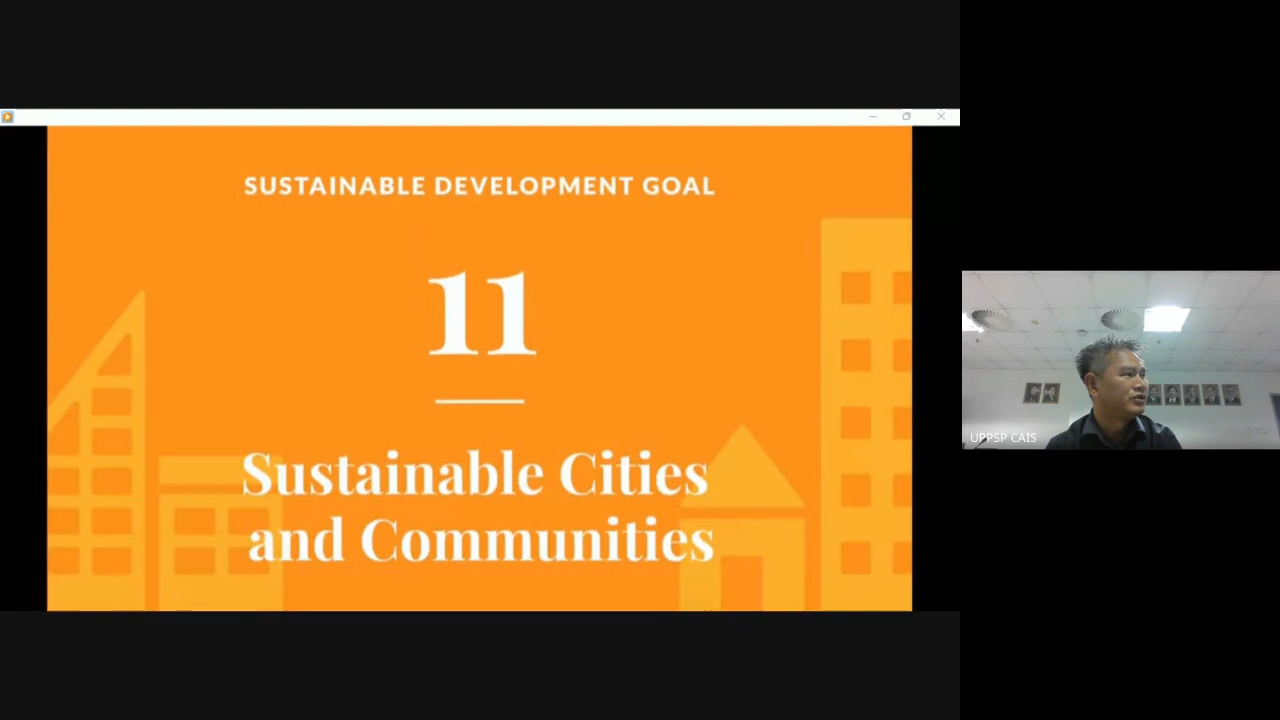 SUSTAINABLE DEVELOPMENT GOAL
11
Sustainable Cities
and Communities
UPPSP CAIS